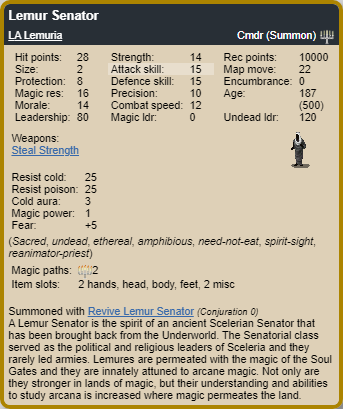 Lemur Senator
LA Lemuria Cmdr (Summon)
Hit points: 28 Strength: 14 Rec points: 10000
Size: 2 Attack skill: 15 Map move: 22
Protection: 8 Defence skill: 15 Encumbrance: 0
Magic res: 16 Precision: 10 Age: 187
Morale: 14 Combat speed: 12 (500)
Leadership: 80 Magic ldr: 0 Undead ldr: 120
Weapons:
Steal Strength
Resist cold: 25
Resist poison: 25
Cold aura: 3
Magic power: 1
Fear: +5
(Sacred, undead, ethereal, amphibious, need-not-eat, spirit-sight,
reanimator-priest)
Magic paths: 2
Item slots: 2 hands, head, body, feet, 2 misc
Summoned with Revive Lemur Senator (Conjuration 0)
A Lemur Senator is the spirit of an ancient Scelerian Senator that
has been brought back from the Underworld. The Senatorial class
served as the political and religious leaders of Sceleria and they
rarely led armies. Lemures are permeated with the magic of the Soul
Gates and they are innately attuned to arcane magic. Not only are
they stronger in lands of magic, but their understanding and abilities
to study arcana is increased where magic permeates the land.